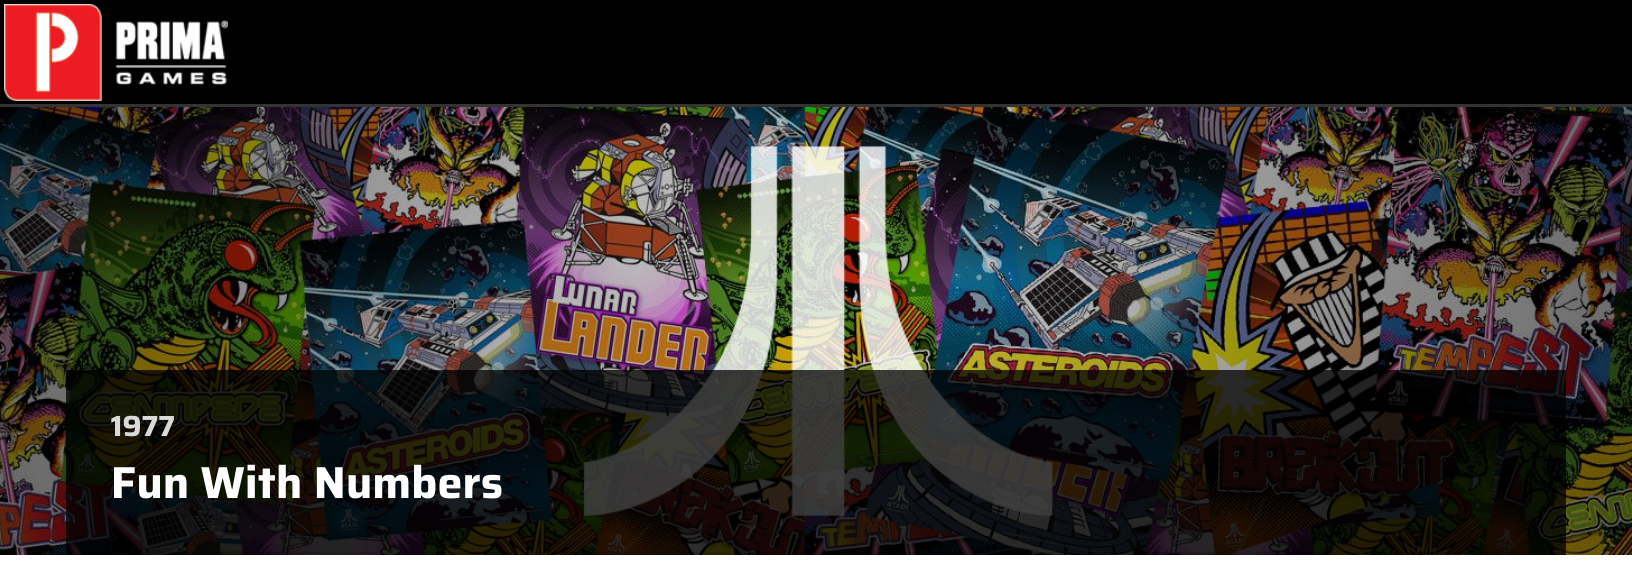 PRIMA®
GAMES
LUNAR
LANDER
ASTEROIDS
TEMPEST
CENTIPEDE
ASTEROIDS
BREAKOUT
1977
Fun With Numbers